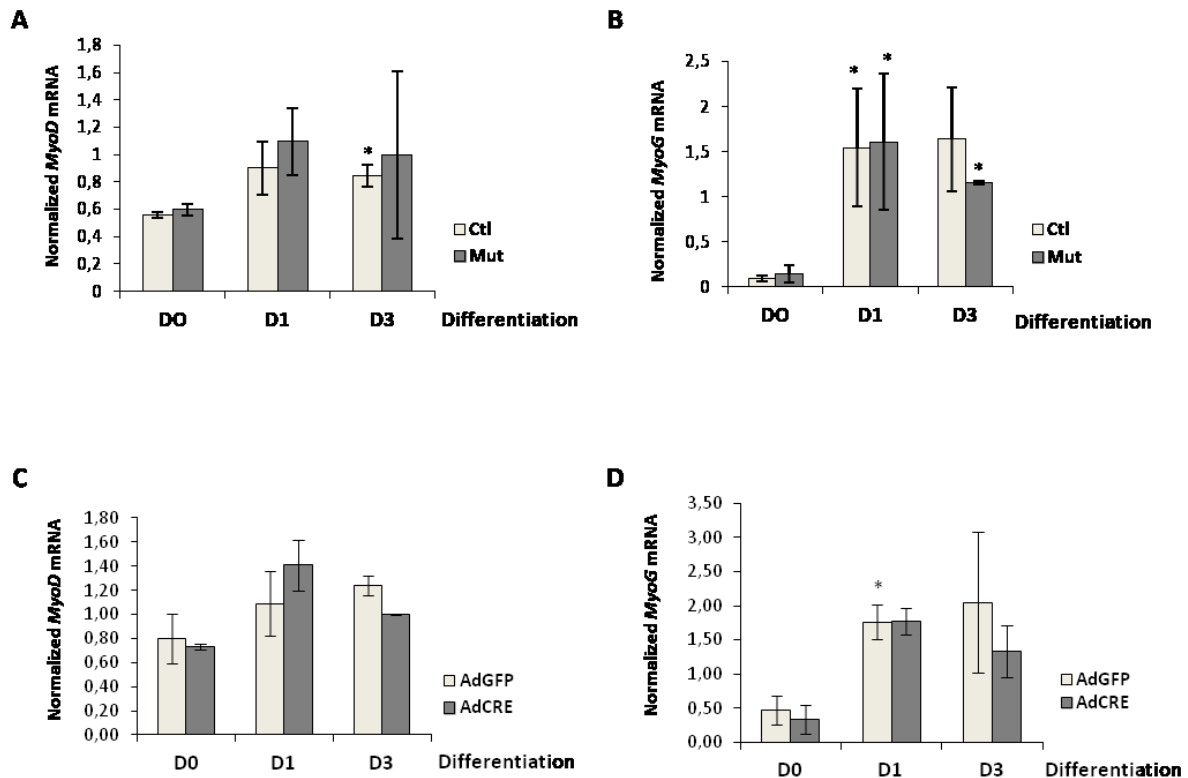 A
Normalized MyoD mRNA
1,8
1,6
1,4
1,2
1
0,8
0,6
0,4
0,2
0
*
D0 D1 D3 Differentiation
Ctl
Mut
B
Normalized MyoG mRNA
2,5
2
1,5
1
0,5
0
* *
*
D0 D1 D3 Differentiation
Ctl
Mut
C
Normalized MyoD mRNA
1,80
1,60
1,40
1,20
1,00
0,80
0,60
0,40
0,20
0,00
D0 D1 D3 Differentiation
AdGFP
AdCRE
D
Normalized MyoG mRNA
3,50
3,00
2,50
2,00
1,50
1,00
0,50
0,00
*
D0 D1 D3 Differentiation
AdGFP
AdCRE